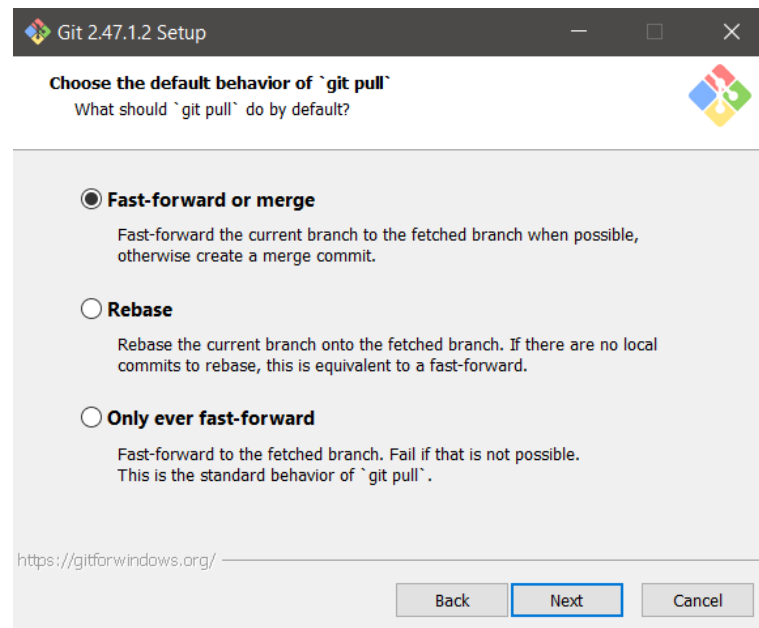 Git 2.47.1.2 Setup
Choose the default behavior of `git pull`
What should `git pull` do by default?
Fast-forward or merge
Fast-forward the current branch to the fetched branch when possible,
otherwise create a merge commit.
Rebase
Rebase the current branch onto the fetched branch. If there are no local
commits to rebase, this is equivalent to a fast-forward.
Only ever fast-forward
Fast-forward to the fetched branch. Fail if that is not possible.
This is the standard behavior of `git pull`.
https://gitforwindows.org/
Back Next Cancel